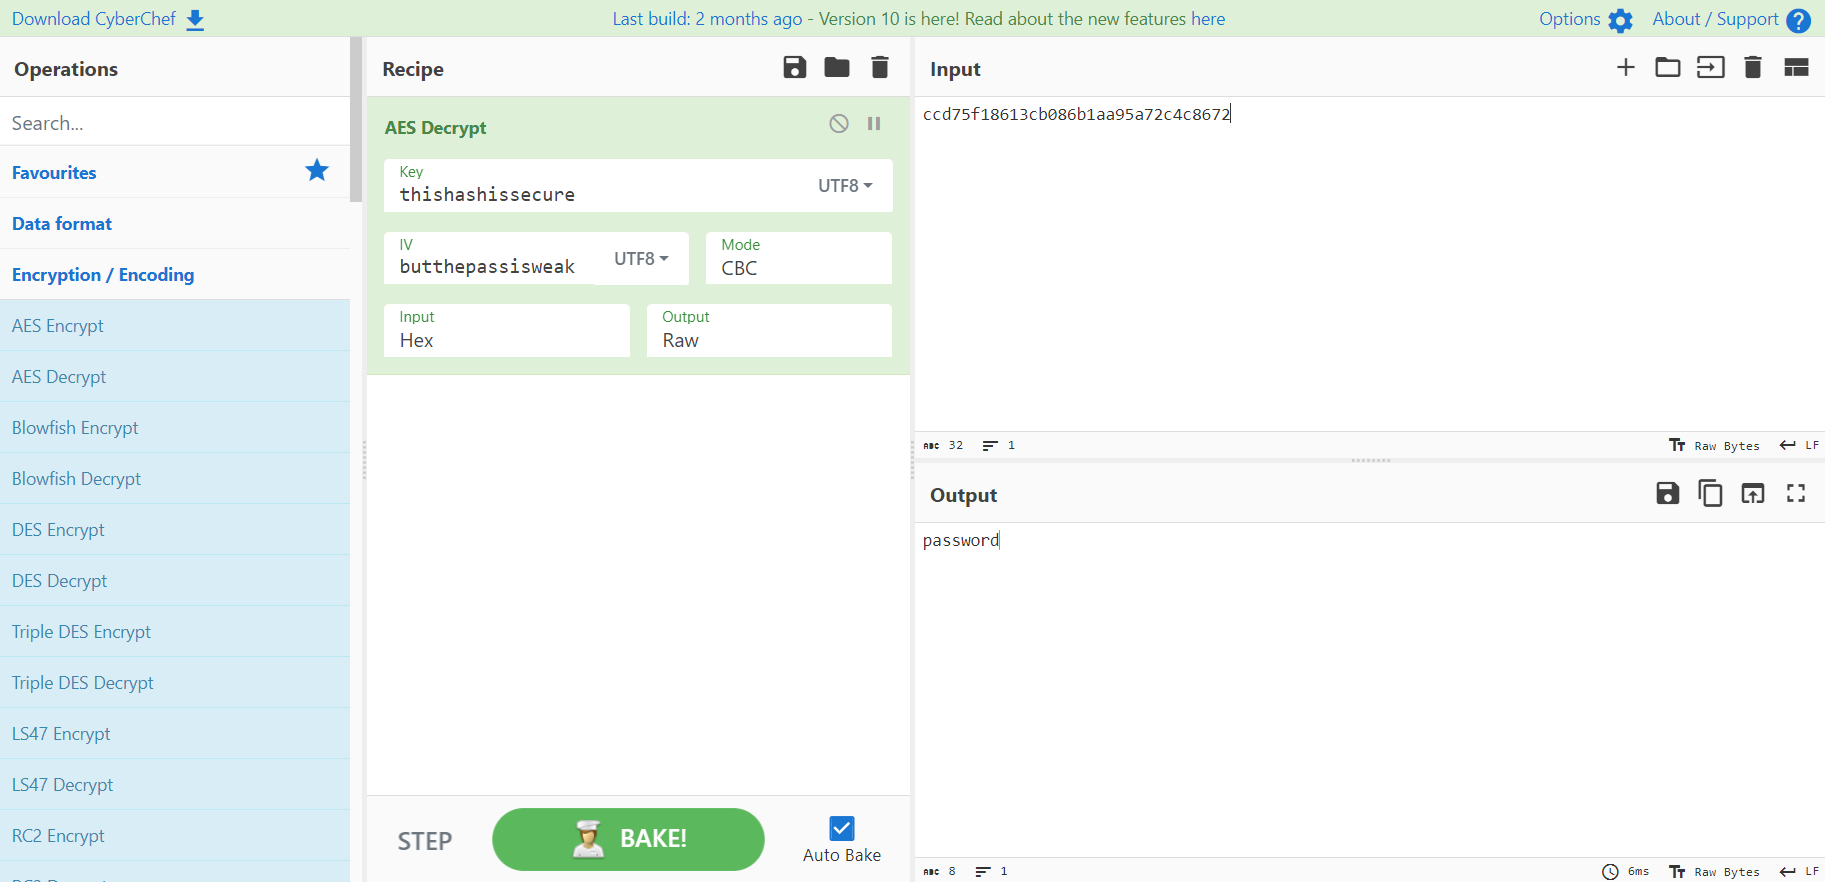 Download CyberChef
Last build: 2 months ago - Version 10 is here! Read about the new features here
Options
About / Support
Operations
Search...
Favourites
Data format
Encryption / Encoding
AES Encrypt
AES Decrypt
Blowfish Encrypt
Blowfish Decrypt
DES Encrypt
DES Decrypt
Triple DES Encrypt
Triple DES Decrypt
LS47 Encrypt
LS47 Decrypt
RC2 Encrypt
Recipe
AES Decrypt
Key
thishashissecure
UTF8
IV
butthepassisweak
UTF8
Mode
CBC
Input
Hex
Output
Raw
STEP
BAKE!
Auto Bake
Input
ccd75f18613cb086b1aa95a72c4c8672
ABC 32 1
Raw Bytes LF
Output
password
ABC 8 1
6ms Raw Bytes LF